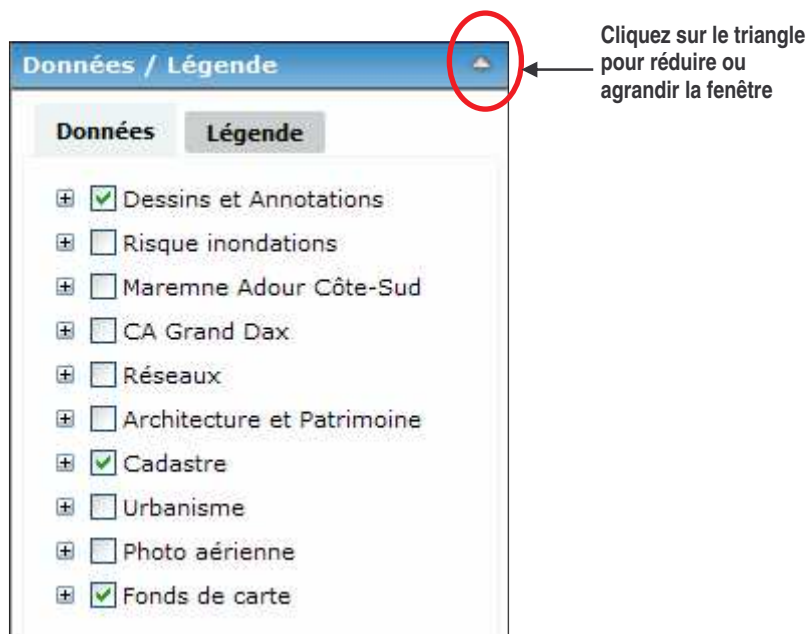 Cliquez sur le triangle
pour réduire ou
agrandir la fenêtre
Données / Légende
Données
Légende
Dessins et Annotations
Risque inondations
Maremne Adour Côte-Sud
CA Grand Dax
Réseaux
Architecture et Patrimoine
Cadastre
Urbanisme
Photo aérienne
Fonds de carte